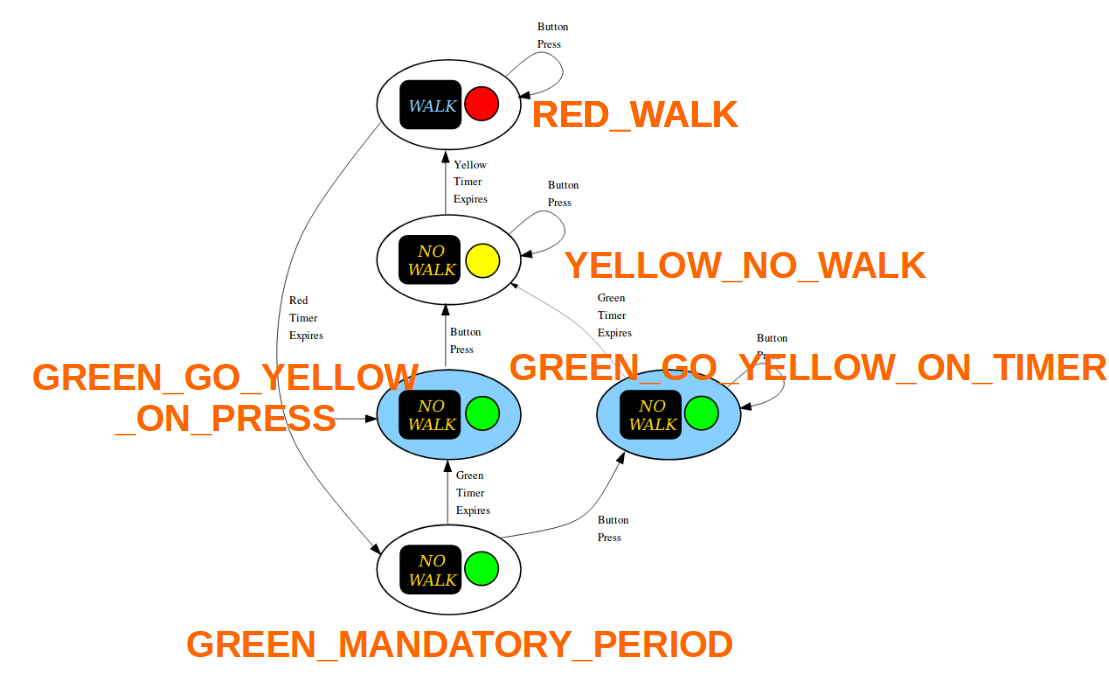 Button
Press
WALK
RED_WALK
Yellow
Timer
Expires
Button
Press
NO
WALK
YELLOW_NO_WALK
Red
Timer
Expires
Green
Timer
Expires
Button
Press
Button
Press
GREEN_GO_YELLOW
_ON_PRESS
GREEN_GO_YELLOW_ON_TIMER
NO
WALK
NO
WALK
Green
Timer
Expires
Button
Press
NO
WALK
GREEN_MANDATORY_PERIOD